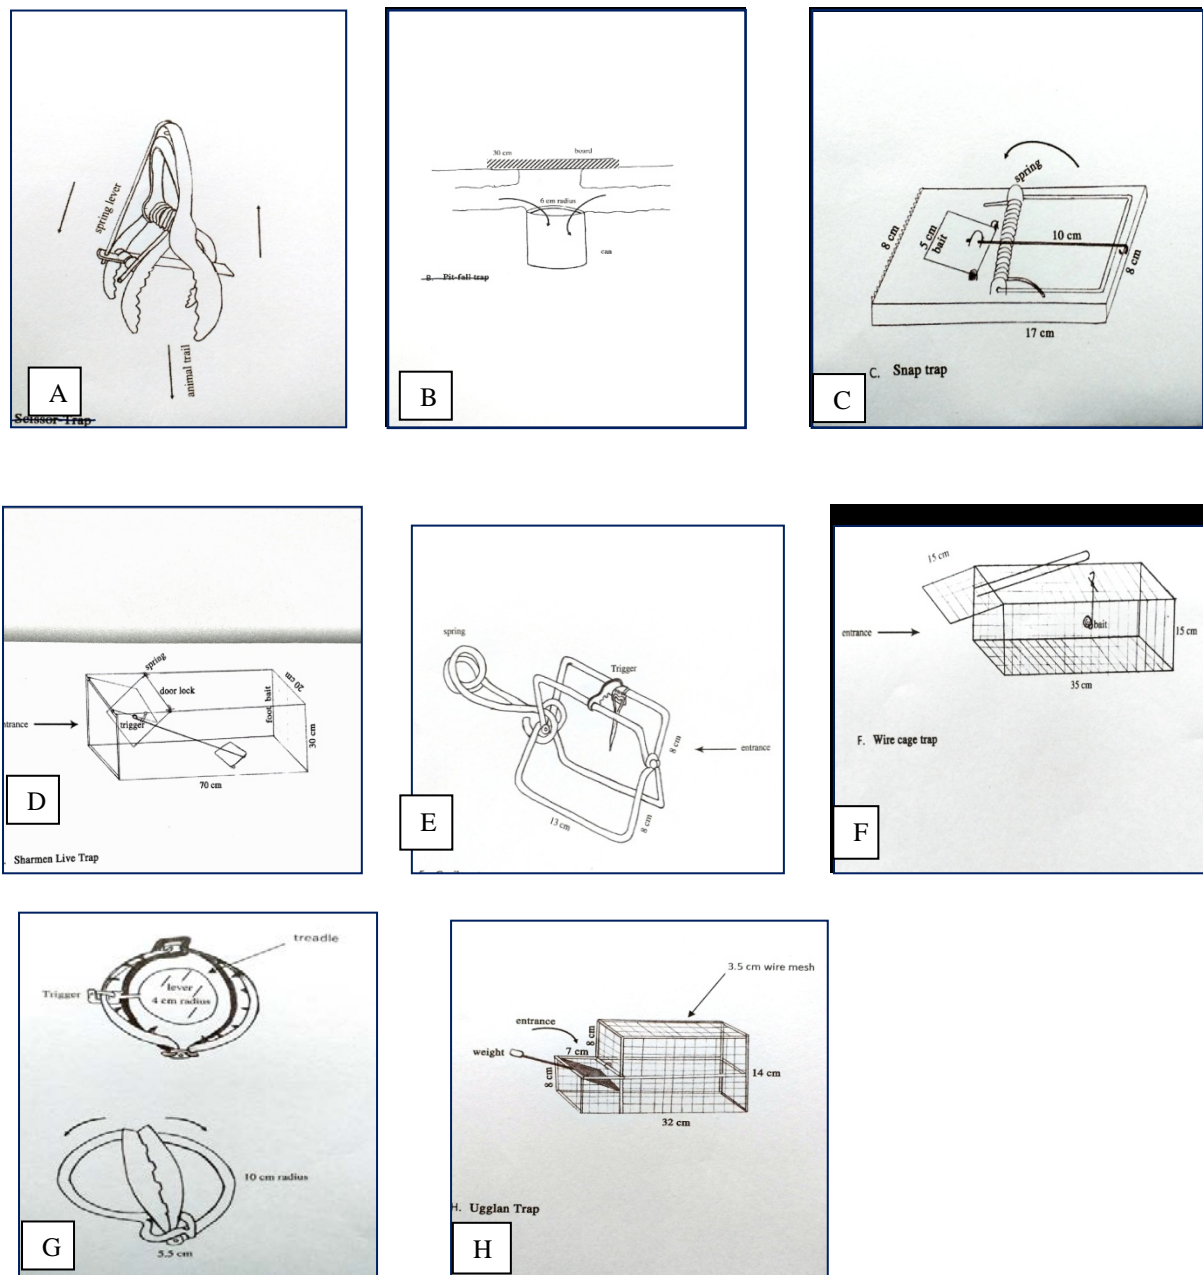 spring lever
animal trail
A
Scissor-Trap
30 cm
board
6 cm radius
can
B. Pit-fall trap
B
spring
8 cm
5 cm
bait
10 cm
8 cm
17 cm
C. Snap trap
C
spring
20 cm
door lock
foot bait
trigger
30 cm
70 cm
D
Sharmen Live Trap
spring
Trigger
8 cm
entrance
13 cm
8 cm
E
15 cm
entrance
bait
15 cm
35 cm
F. Wire cage trap
F
treadle
Trigger
lever
4 cm radius
10 cm radius
5.5 cm
G
3.5 cm wire mesh
entrance
8 cm
7 cm
weight
8 cm
14 cm
32 cm
H. Ugglan Trap
H